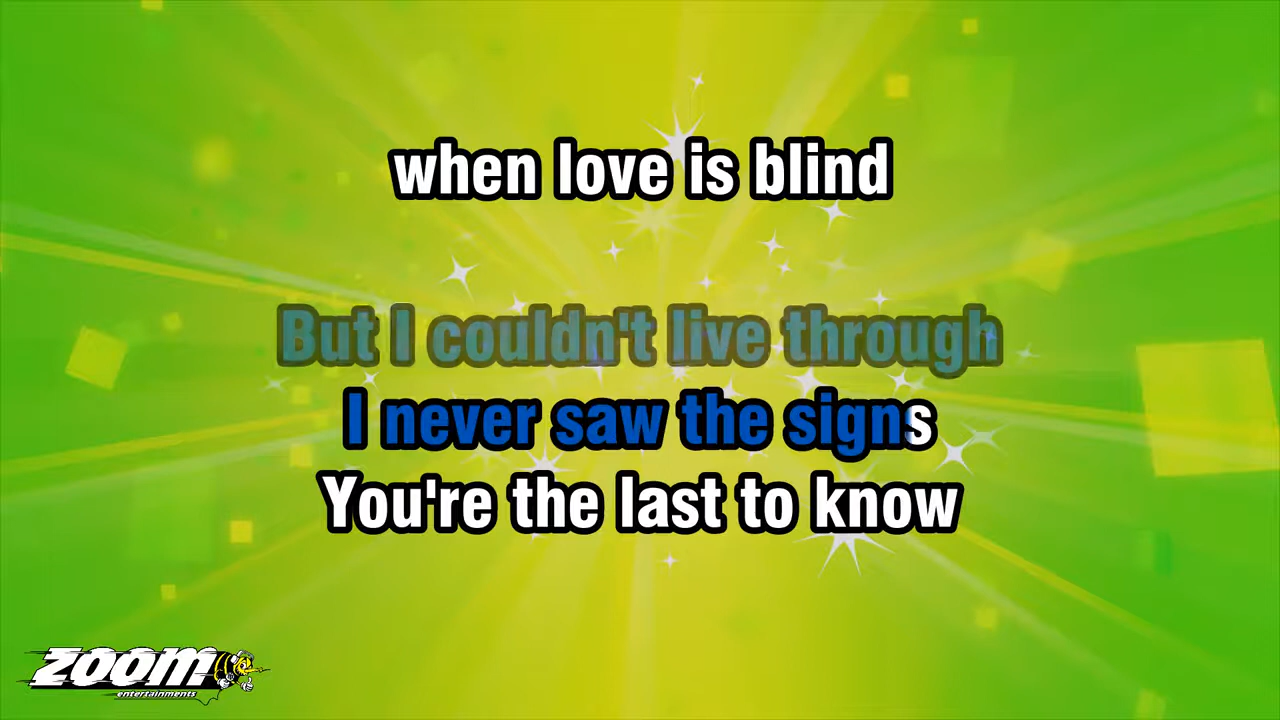 when love is blind
But I couldn't live through
I never saw the signs
You're the last to know
zoom
entertainments